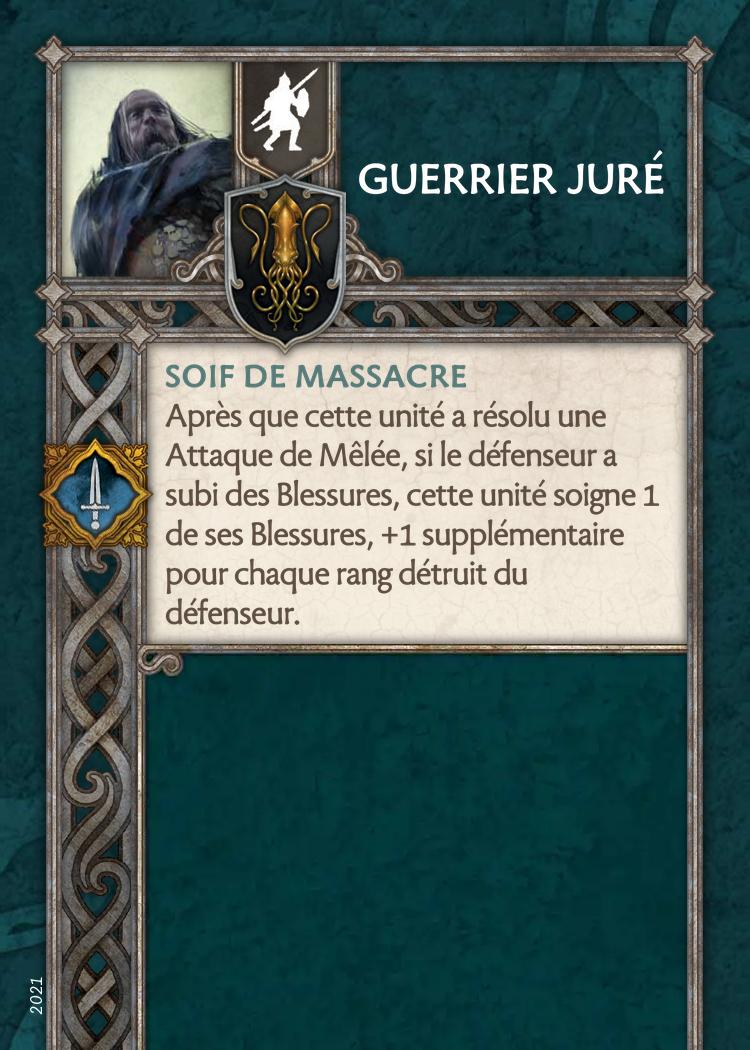 GUERRIER JURÉ
SOIF DE MASSACRE
Après que cette unité a résolu une
Attaque de Mêlée, si le défenseur a
subi des Blessures, cette unité soigne 1
de ses Blessures, +1 supplémentaire
pour chaque rang détruit du
défenseur.
2021